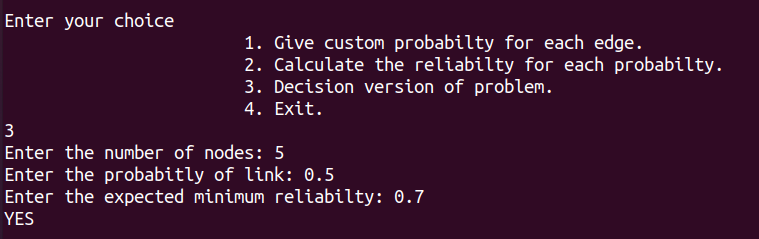 Enter your choice
1. Give custom probabilty for each edge.
2. Calculate the reliabilty for each probabilty.
3. Decision version of problem.
4. Exit.
3
Enter the number of nodes: 5
Enter the probabitly of link: 0.5
Enter the expected minimum reliabilty: 0.7
YES